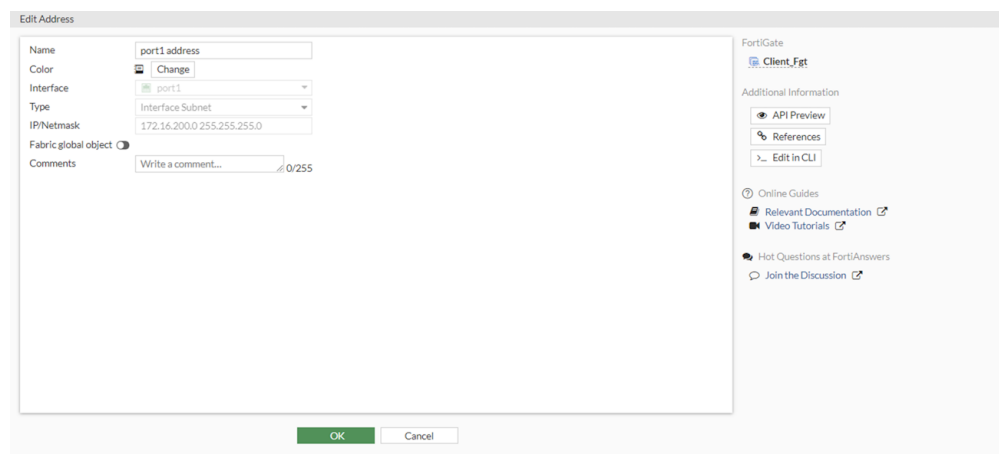 Edit Address
Name port1 address
Color Change
Interface port1
Type Interface Subnet
IP/Netmask 172.16.200.0 255.255.255.0
Fabric global object
Comments Write a comment... 0/255
OK Cancel
FortiGate
Client_Fgt
Additional Information
API Preview
References
>_ Edit in CLI
Online Guides
Relevant Documentation
Video Tutorials
Hot Questions at FortiAnswers
Join the Discussion